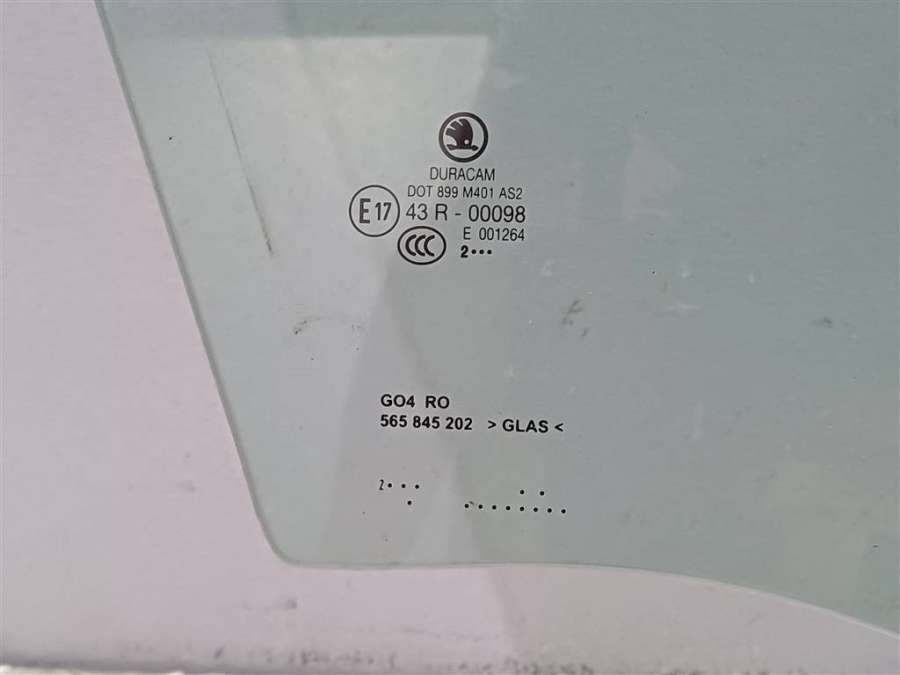 DURACAM
DOT 899 M401 AS2
E17 43 R - 00098
E 001264
CCC
2•••
GO4 RO
565 845 202 > GLAS <
2•••